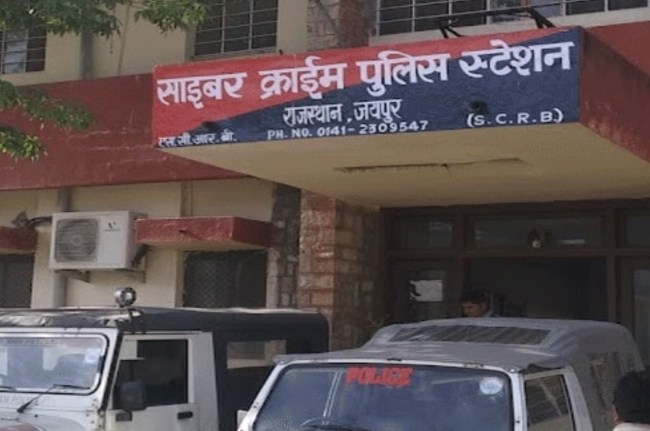 साइबर क्राईम पुलिस स्टेशन
राजस्थान, जयपुर
एस.सी.आर.बी. PH. NO. 0141-2309547 (S.C.R.B.)
POLICE